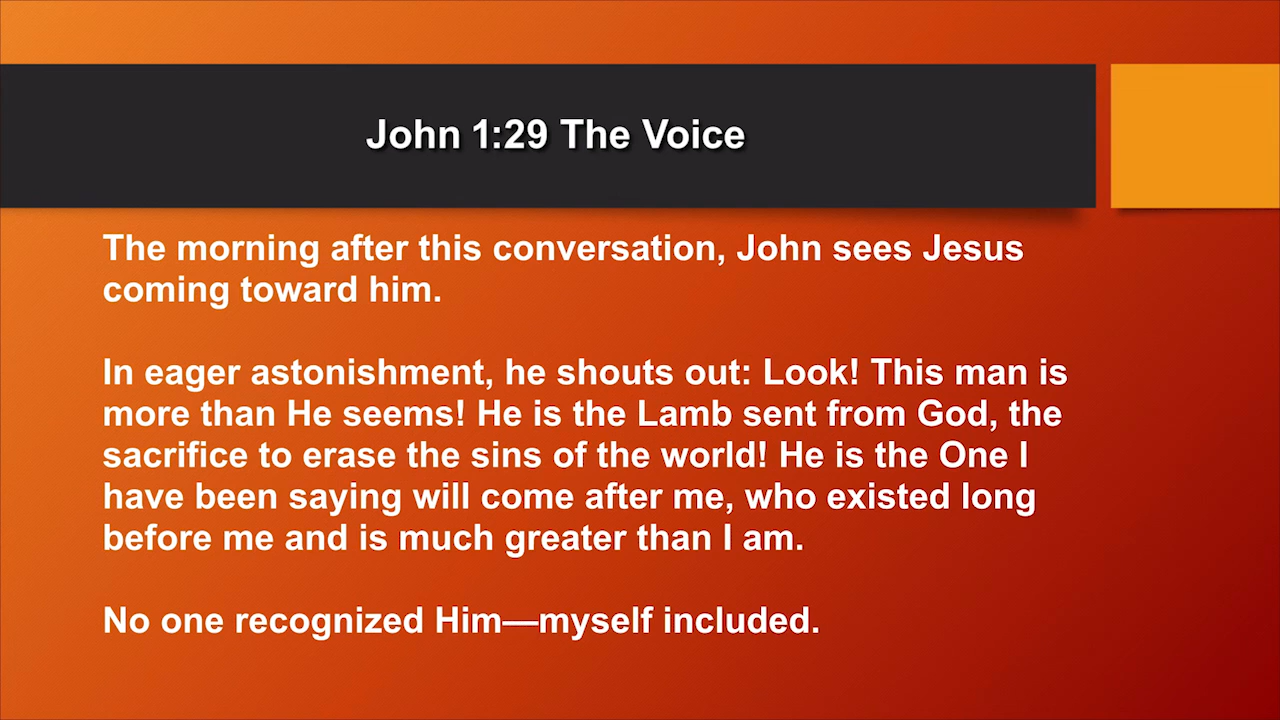 John 1:29 The Voice
The morning after this conversation, John sees Jesus
coming toward him.
In eager astonishment, he shouts out: Look! This man is
more than He seems! He is the Lamb sent from God, the
sacrifice to erase the sins of the world! He is the One I
have been saying will come after me, who existed long
before me and is much greater than I am.
No one recognized Him—myself included.